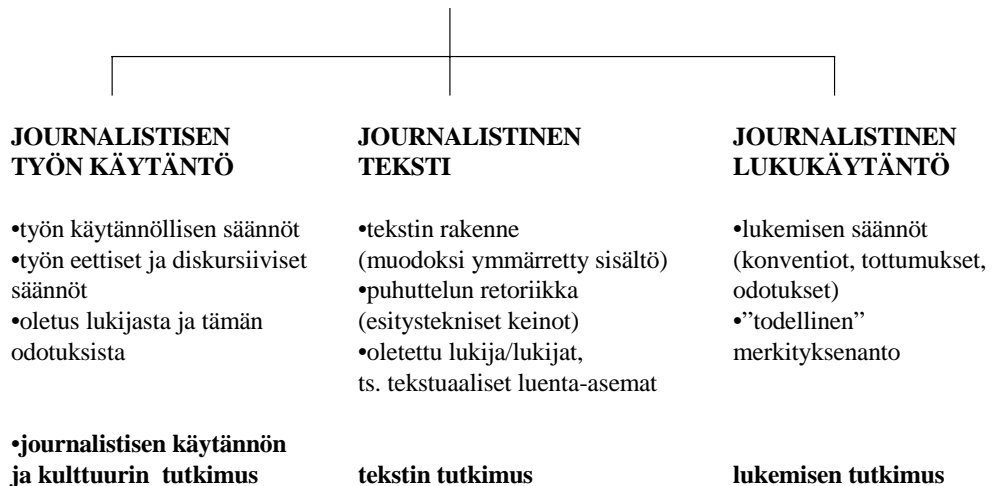 JOURNALISTISEN
TYÖN KÄYTÄNTÖ
•työn käytännöllisen säännöt
•työn eettiset ja diskursiiviset
säännöt
•oletus lukijasta ja tämän
odotuksista
•journalistisen käytännön
ja kulttuurin  tutkimus
JOURNALISTINEN
TEKSTI
•tekstin rakenne
(muodoksi ymmärretty sisältö)
•puhuttelun retoriikka
(esitystekniset keinot)
•oletettu lukija/lukijat,
ts. tekstuaaliset luenta-asemat
tekstin tutkimus
JOURNALISTINEN
LUKUKÄYTÄNTÖ
•lukemisen säännöt
(konventiot, tottumukset,
odotukset)
•”todellinen”
merkityksenanto
lukemisen tutkimus